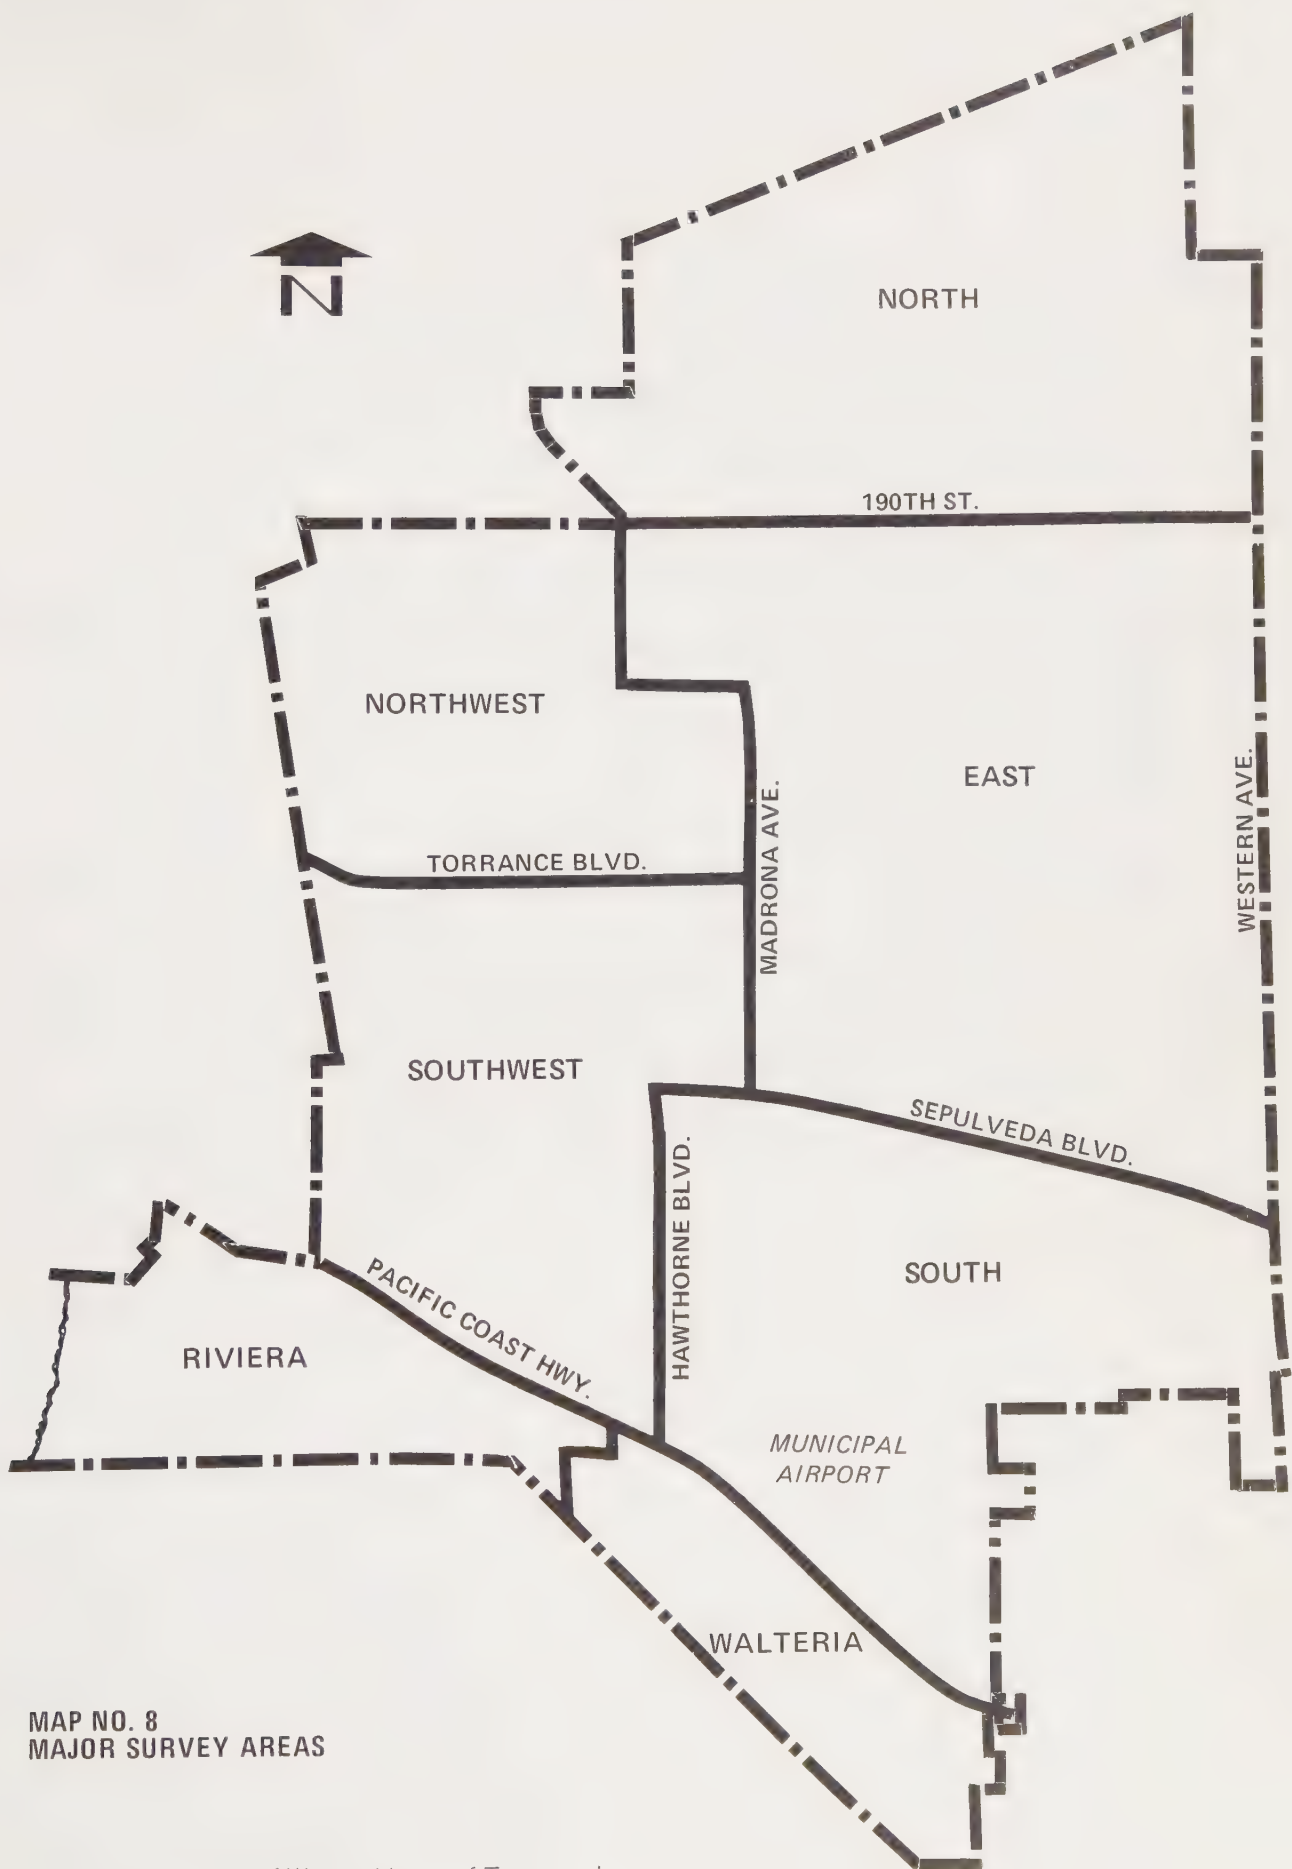 N
NORTH
190TH ST.
NORTHWEST
EAST
WESTERN AVE.
MADRONA AVE.
TORRANCE BLVD.
SOUTHWEST
SEPULVEDA BLVD.
HAWTHORNE BLVD.
SOUTH
PACIFIC COAST HWY.
RIVIERA
MUNICIPAL
AIRPORT
WALTERIA
MAP NO. 8
MAJOR SURVEY AREAS